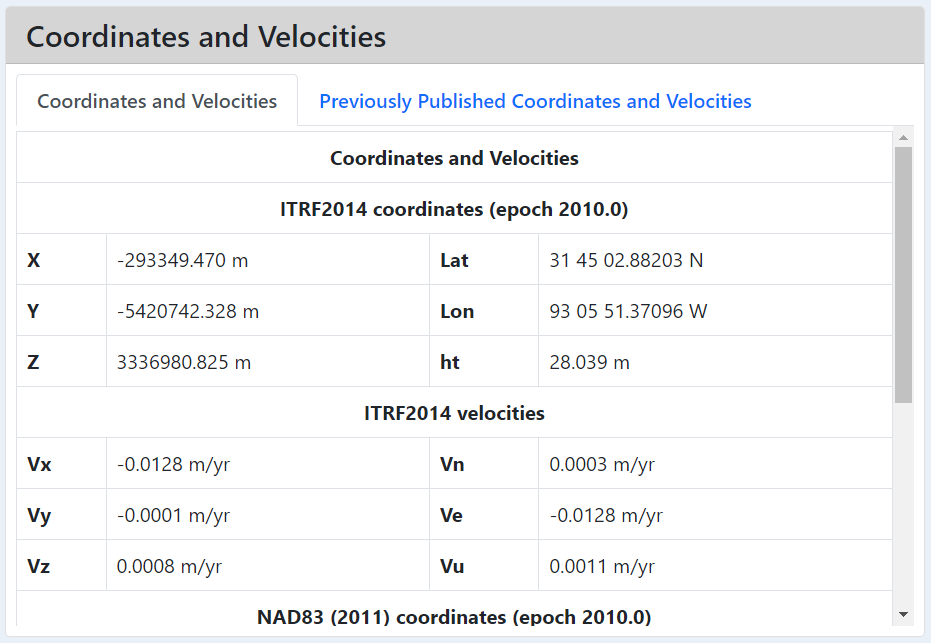 Coordinates and Velocities
Coordinates and Velocities Previously Published Coordinates and Velocities
Coordinates and Velocities
ITRF2014 coordinates (epoch 2010.0)
X -293349.470 m Lat 31 45 02.88203 N
Y -5420742.328 m Lon 93 05 51.37096 W
Z 3336980.825 m ht 28.039 m
ITRF2014 velocities
Vx -0.0128 m/yr Vn 0.0003 m/yr
Vy -0.0001 m/yr Ve -0.0128 m/yr
Vz 0.0008 m/yr Vu 0.0011 m/yr
NAD83 (2011) coordinates (epoch 2010.0)